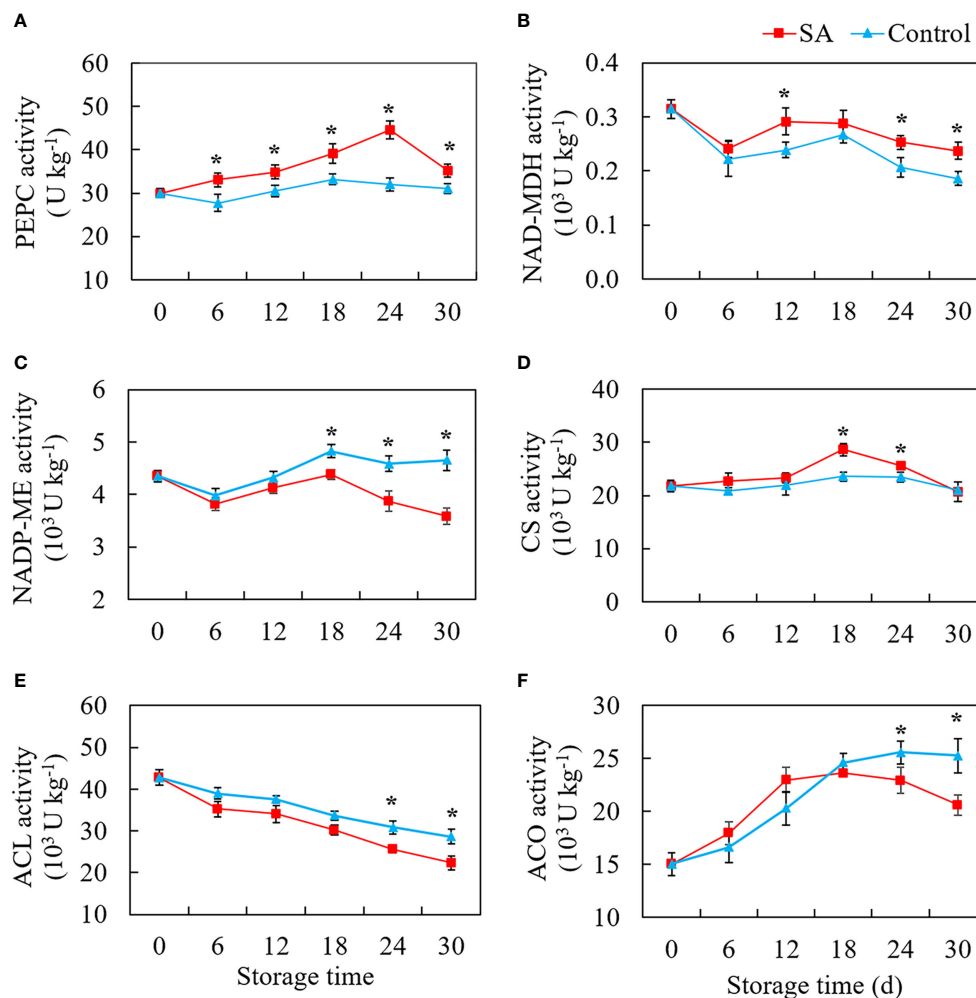 A
PEPC activity
( U kg⁻¹)
60
50
40
30
20
10
* * * * *
0 6 12 18 24 30
B
SA Control
NAD-MDH activity
(10³ U kg⁻¹)
0.4
0.3
0.2
0.1
0.0
* * *
0 6 12 18 24 30
C
NADP-ME activity
(10³ U kg⁻¹)
6
5
4
3
2
* * *
0 6 12 18 24 30
D
CS activity
(10³ U kg⁻¹)
40
30
20
10
0
* *
0 6 12 18 24 30
E
ACL activity
(10³ U kg⁻¹)
60
50
40
30
20
10
* *
0 6 12 18 24 30
Storage time
F
ACO activity
(10³ U kg⁻¹)
30
25
20
15
10
* *
0 6 12 18 24 30
Storage time (d)